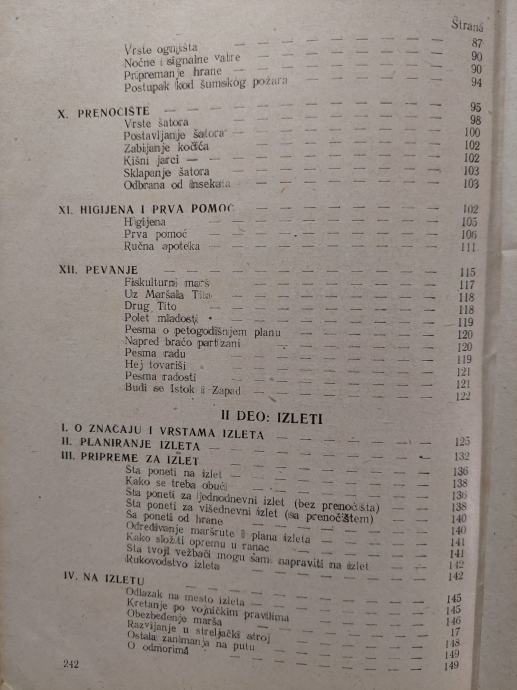 Strana
Vrste ognjišta — — — — — — — 87
Noćne i signalne vatre — — — — — — 90
Pripremanje hrane — — — — — — 90
Postupak kod šumskog požara — — — — — 94
X. PRENOĆIŠTE — — — — — — — — 95
Vrste šatora — — — — — — — 98
Postavljanje šatora — — — — — — 100
Zabijanje kočića — — — — — — 102
Kišni jarci — — — — — — — — 102
Sklapanje šatora — — — — — — 103
Odbrana od insekata — — — — — — 103
XI. HIGIJENA I PRVA POMOĆ — — — — — 102
Higijena — — — — — — — 105
Prva pomoć — — — — — — — 106
Ručna apoteka — — — — — — — 111
XII. PEVANJE — — — — — — — — 115
Fiskulturni marš — — — — — — 117
Uz Maršala Tita — — — — — — 118
Drug Tito — — — — — — — 118
Polet mladosti — — — — — — 119
Pesma o petogodišnjem planu — — — — — 120
Napred braćo partizani — — — — — 120
Pesma radu — — — — — — — 119
Hej tovariši — — — — — — — 121
Pesma radosti — — — — — — — 121
Budi se Istok i Zapad — — — — — — 122
II DEO: IZLETI
I. O ZNAČAJU I VRSTAMA IZLETA — — — — — 125
II. PLANIRANJE IZLETA — — — — — — — 132
III. PRIPREME ZA IZLET — — — — — — — 136
Šta poneti na izlet — — — — — — 138
Kako se treba obući — — — — — — 136
Šta poneti za jednodnevni izlet (bez prenoćišta) — — 138
Šta poneti za višednevni izlet (sa prenoćištem) — — 140
Šta poneti od hrane — — — — — — 140
Određivanje maršrute i plana izleta — — — — 141
Kako složiti opremu u ranac — — — — — 141
Šta tvoji vežbači mogu sami napraviti na izlet — — 142
Rukovodstvo izleta — — — — — — 142
IV. NA IZLETU
Odlazak na mesto izleta — — — — — — 145
Kretanje po vojničkim pravilima — — — — — 145
Obezbeđenje marša — — — — — — 146
Razvijanje u streljački stroj — — — — — 17
Ostala zanimanja na putu — — — — — 148
O odmorima — — — — — — — 149
149
242